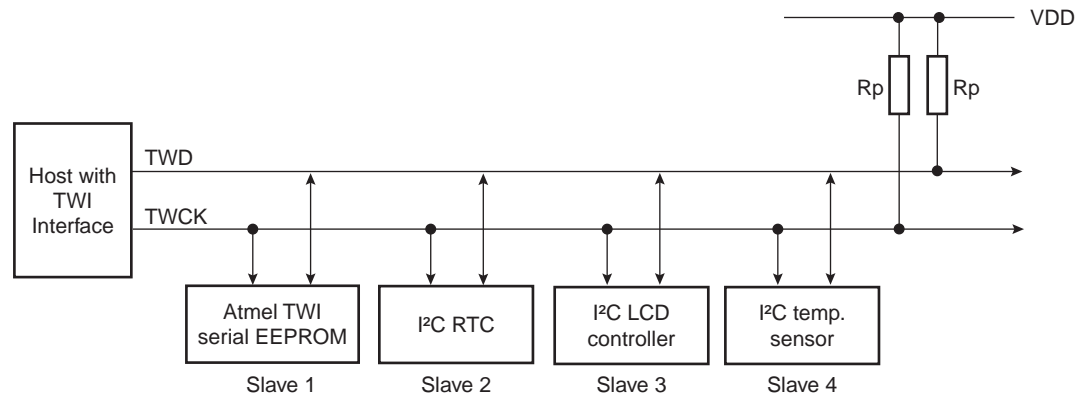 VDD
Rp
Rp
Host with
TWI
Interface
TWD
TWCK
Atmel TWI
serial EEPROM
I²C RTC
I²C LCD
controller
I²C temp.
sensor
Slave 1
Slave 2
Slave 3
Slave 4